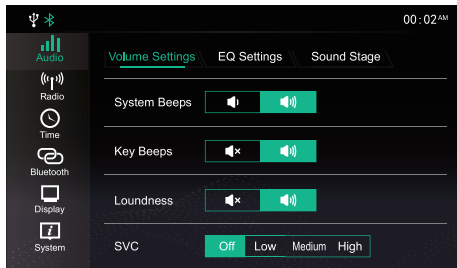 00:02AM
Audio
Radio
Time
Bluetooth
Display
i
System
Volume Settings EQ Settings Sound Stage
System Beeps
Key Beeps
Loundness
SVC Off Low Medium High